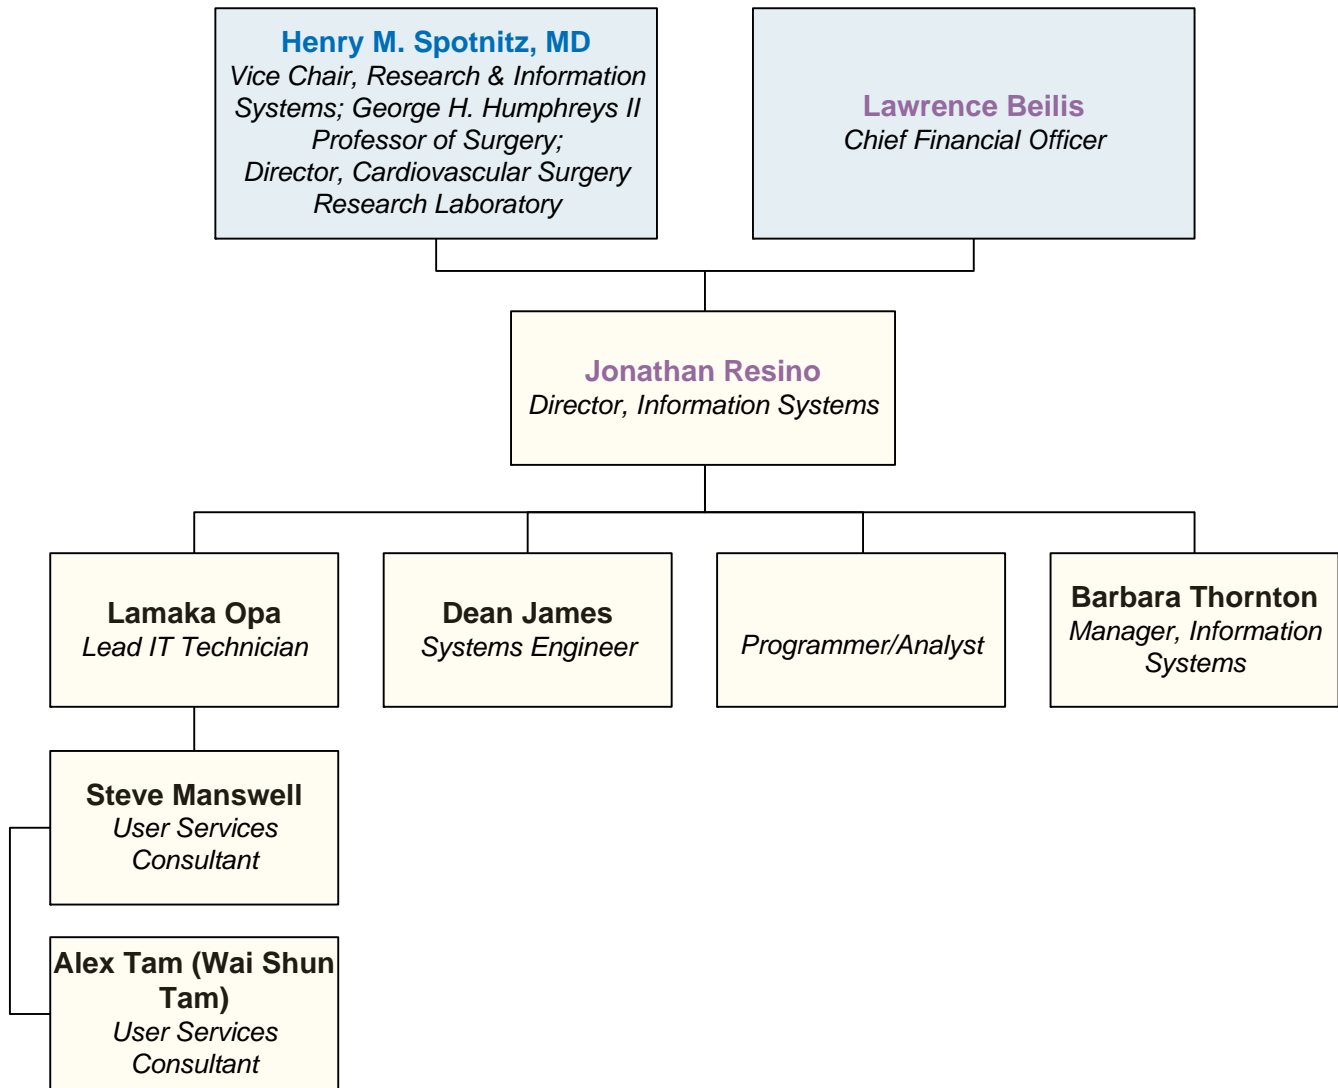 Henry M. Spotnitz, MD
Vice Chair, Research & Information
Systems; George H. Humphreys II
Professor of Surgery;
Director, Cardiovascular Surgery
Research Laboratory
Lawrence Beilis
Chief Financial Officer
Jonathan Resino
Director, Information Systems
Lamaka Opa
Lead IT Technician
Dean James
Systems Engineer
Programmer/Analyst
Barbara Thornton
Manager, Information
Systems
Steve Manswell
User Services
Consultant
Alex Tam (Wai Shun
Tam)
User Services
Consultant